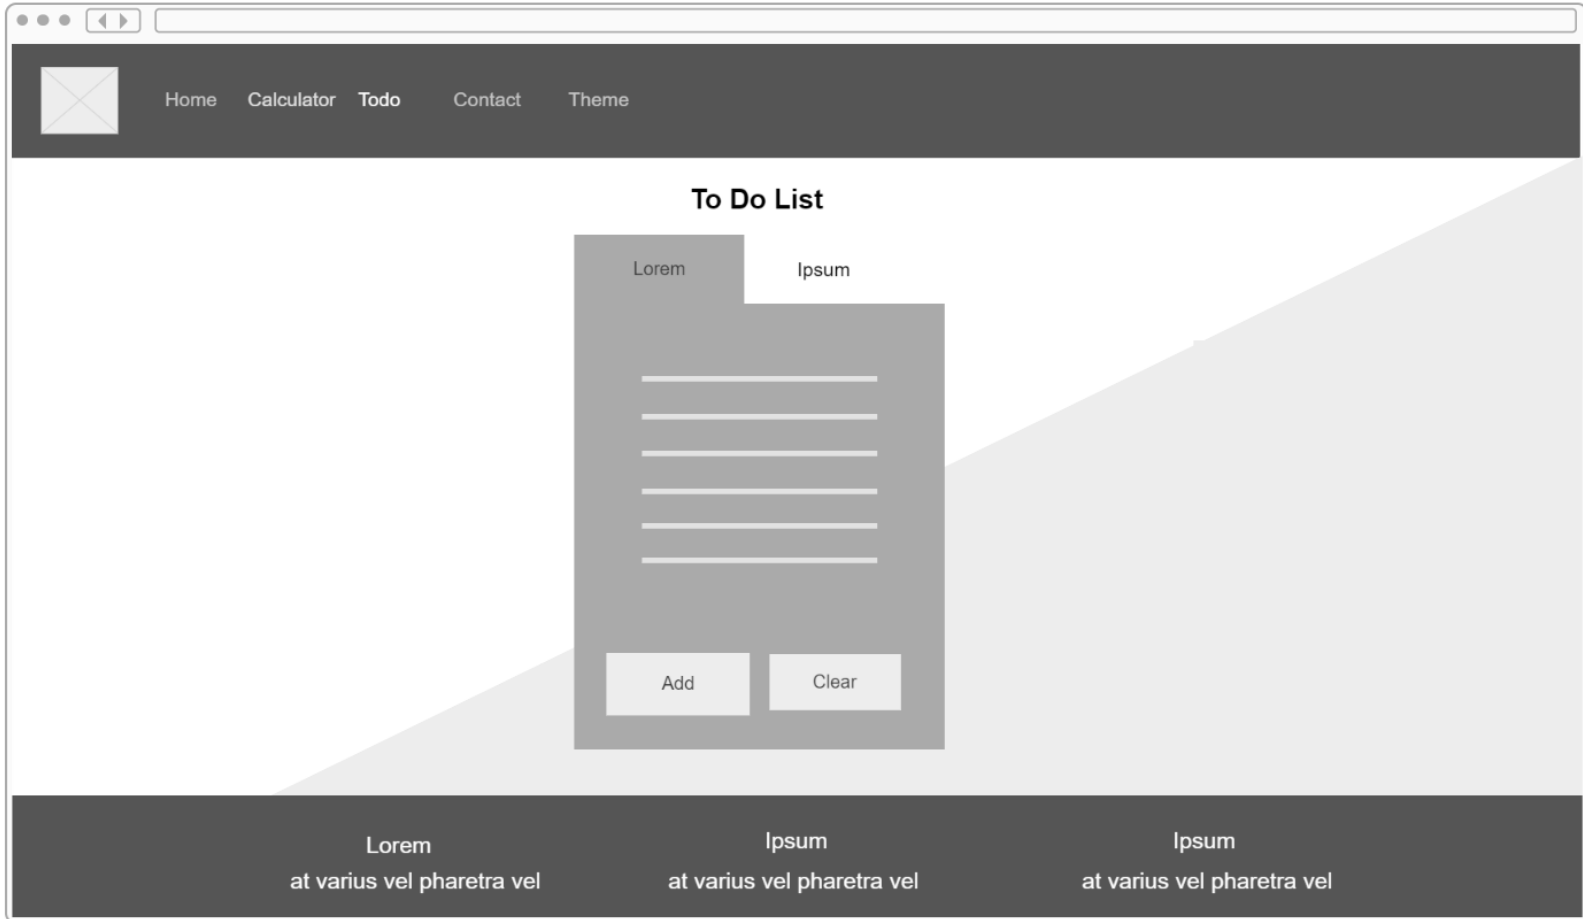 Home Calculator Todo Contact Theme
To Do List
Lorem Ipsum
Add Clear
Lorem Ipsum Ipsum
at varius vel pharetra vel at varius vel pharetra vel at varius vel pharetra vel